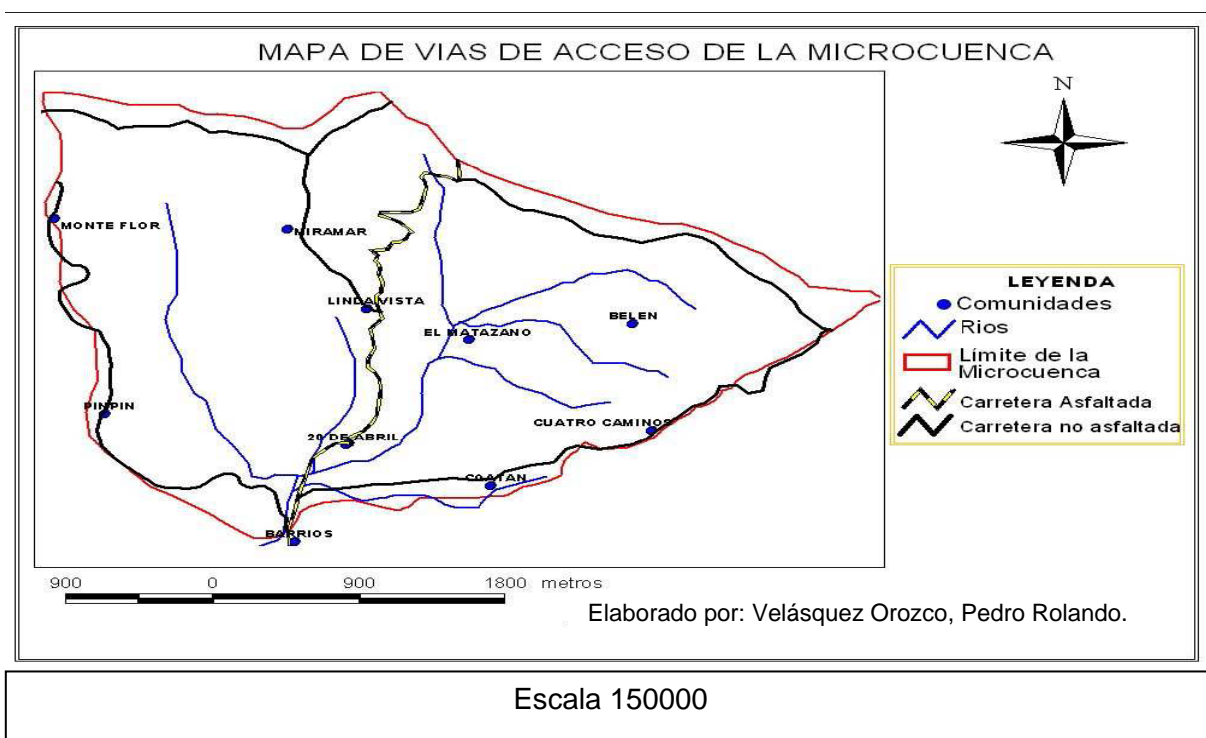 MAPA DE VIAS DE ACCESO DE LA MICROCUENCA
N
MONTE FLOR
MIRAMAR
LINDA VISTA
BELEN
EL MATAZANO
PINPIN
20 DE ABRIL
CUATRO CAMINOS
COATAN
BARRIOS
LEYENDA
Comunidades
Rios
Límite de la
Microcuenca
Carretera Asfaltada
Carretera no asfaltada
900 0 900 1800 metros
Elaborado por: Velásquez Orozco, Pedro Rolando.
Escala 150000